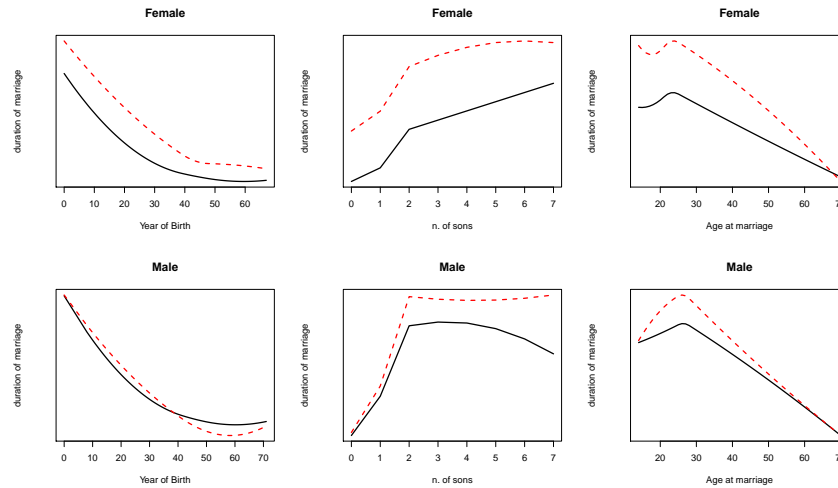 Female
duration of marriage
0 10 20 30 40 50 60
Year of Birth
Female
duration of marriage
0 1 2 3 4 5 6 7
n. of sons
Female
duration of marriage
20 30 40 50 60 7
Age at marriage
Male
duration of marriage
0 10 20 30 40 50 60 70
Year of Birth
Male
duration of marriage
0 1 2 3 4 5 6 7
n. of sons
Male
duration of marriage
20 30 40 50 60 7
Age at marriage